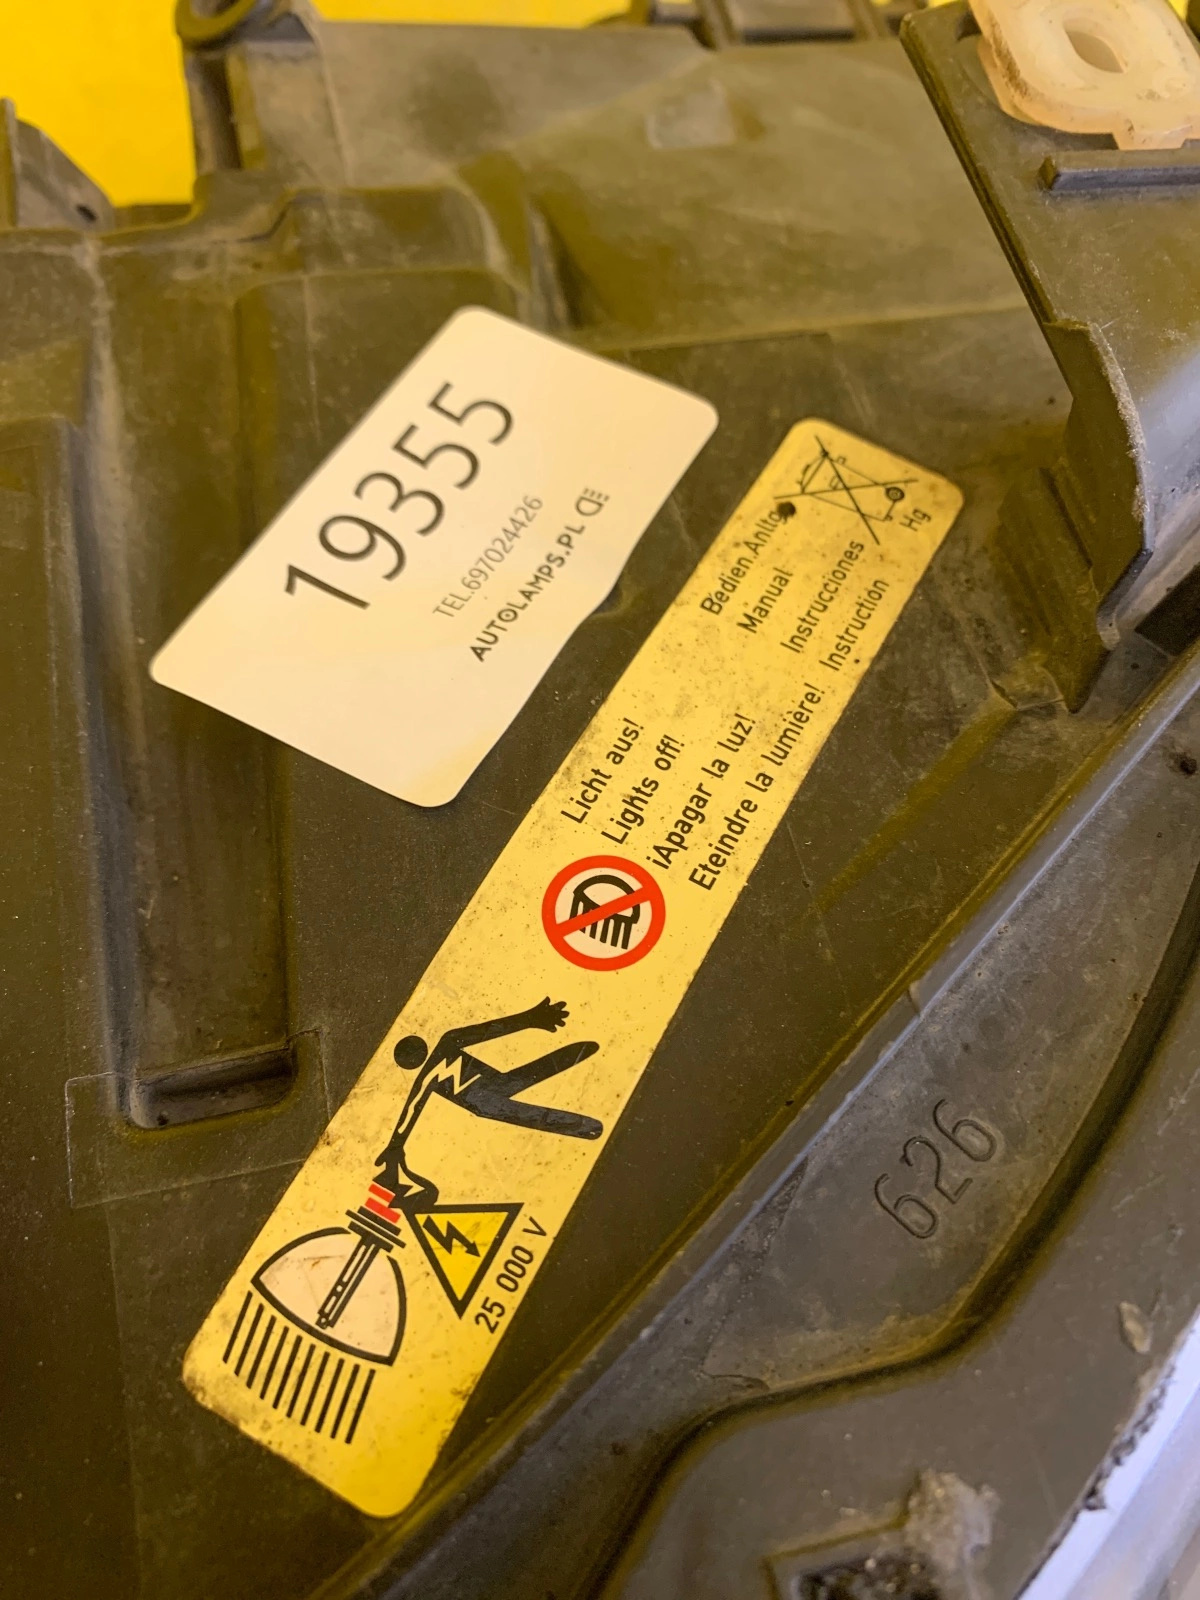 19355
TEL.697024426
AUTOLAMPS.PL
Hg
Bedien.Anltg.
Manual
Instrucciones
Instruction
Licht aus!
Lights off!
¡Apagar la luz!
Eteindre la lumière!
25 000 V
626